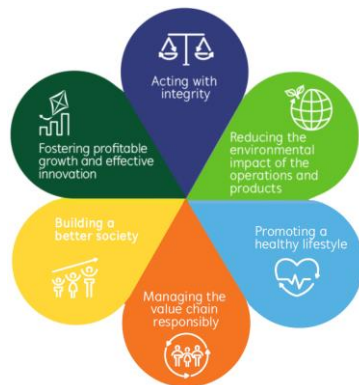 Acting with
integrity
Reducing the
environmental
impact of the
operations and
products
Promoting
a healthy lifestyle
Managing the
value chain
responsibly
Building a
better society
Fostering profitable
growth and effective
innovation